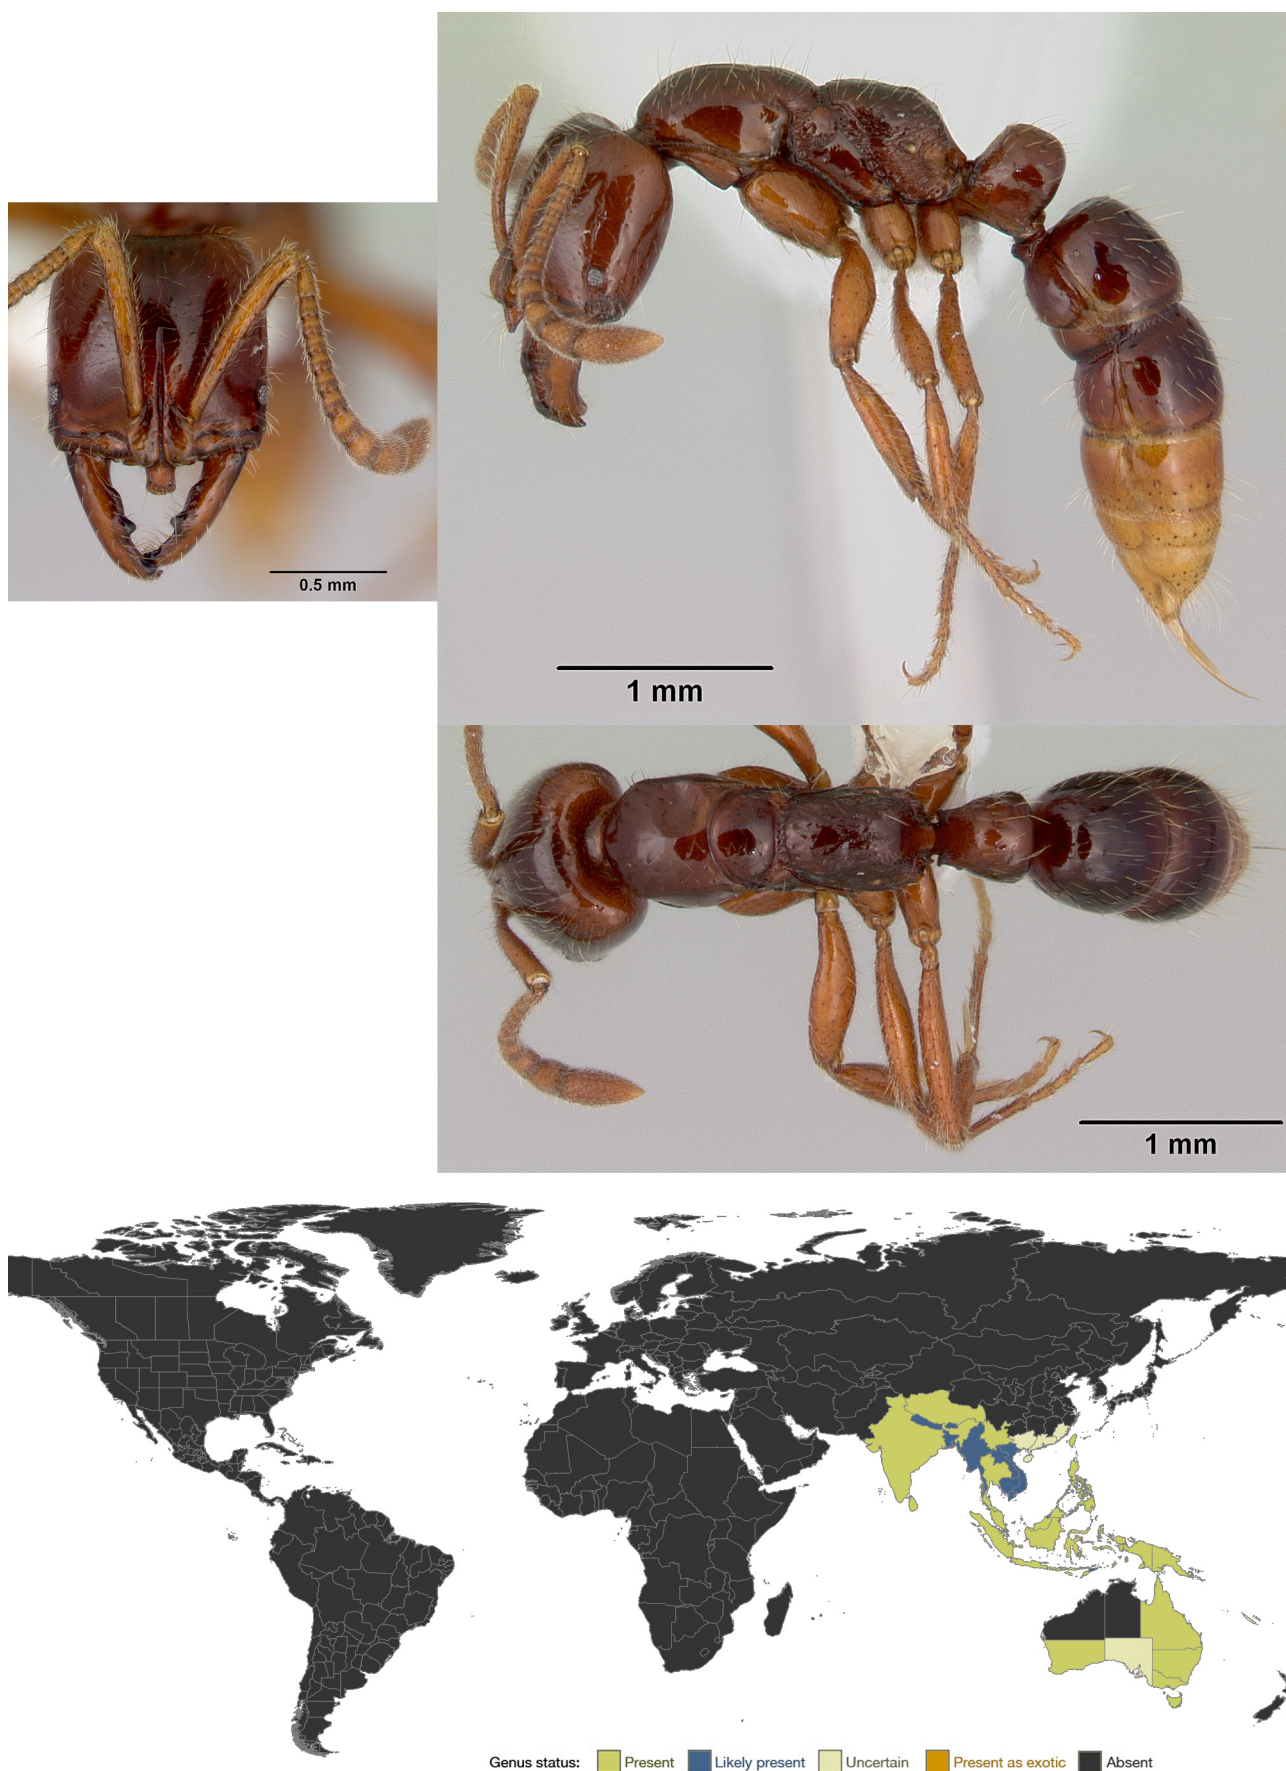 0.5 mm
1 mm
1 mm
Genus status: Present Likely present Uncertain Present as exotic Absent